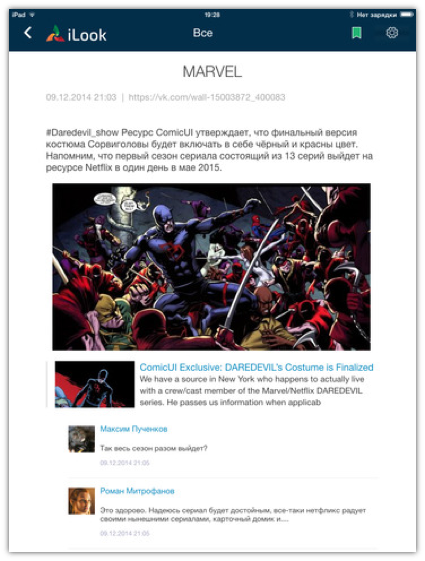 iPad 19:28 Нет зарядки
iLook Все
MARVEL
09.12.2014 21:03 | https://vk.com/wall-15003872_400083
#Daredevil_show Ресурс ComicUI утверждает, что финальный версия
костюма Сорвиголовы будет включать в себе чёрный и красны цвет.
Напомним, что первый сезон сериала состоящий из 13 серий выйдет на
ресурсе Netflix в один день в мае 2015.
ComicUI Exclusive: DAREDEVIL's Costume is Finalized
We have a source in New York who happens to actually live
with a crew/cast member of the Marvel/Netflix DAREDEVIL
series. He passes us information when applicab
Максим Пученков
Так весь сезон разом выйдет?
09.12.2014 21:05
Роман Митрофанов
Это здорово. Надеюсь сериал будет достойным, все-таки нетфликс радует
своими нынешними сериалами, карточный домик и....
09.12.2014 21:05